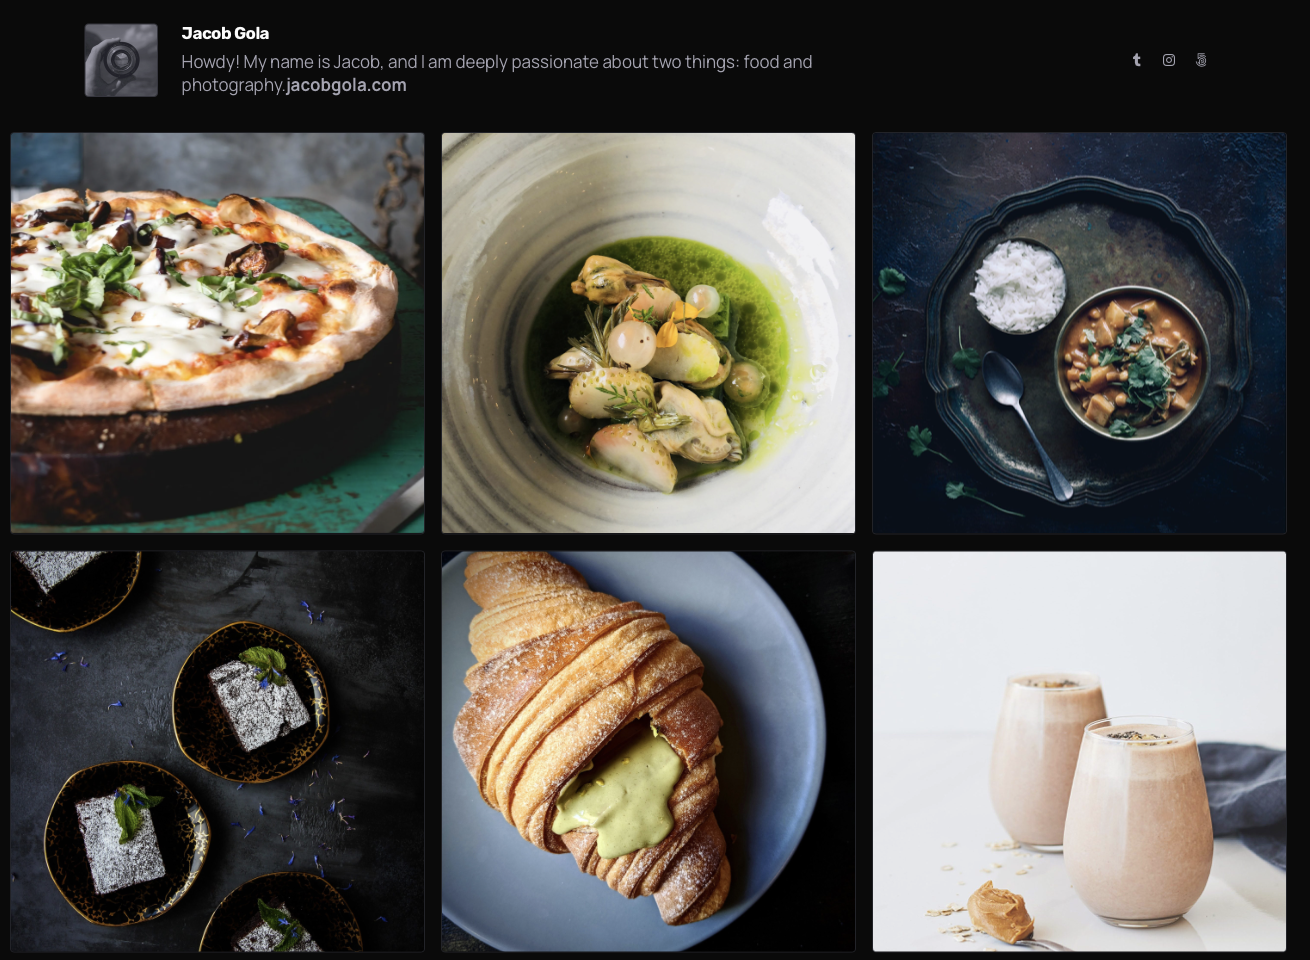 Jacob Gola
Howdy! My name is Jacob, and I am deeply passionate about two things: food and
photography.jacobgola.com